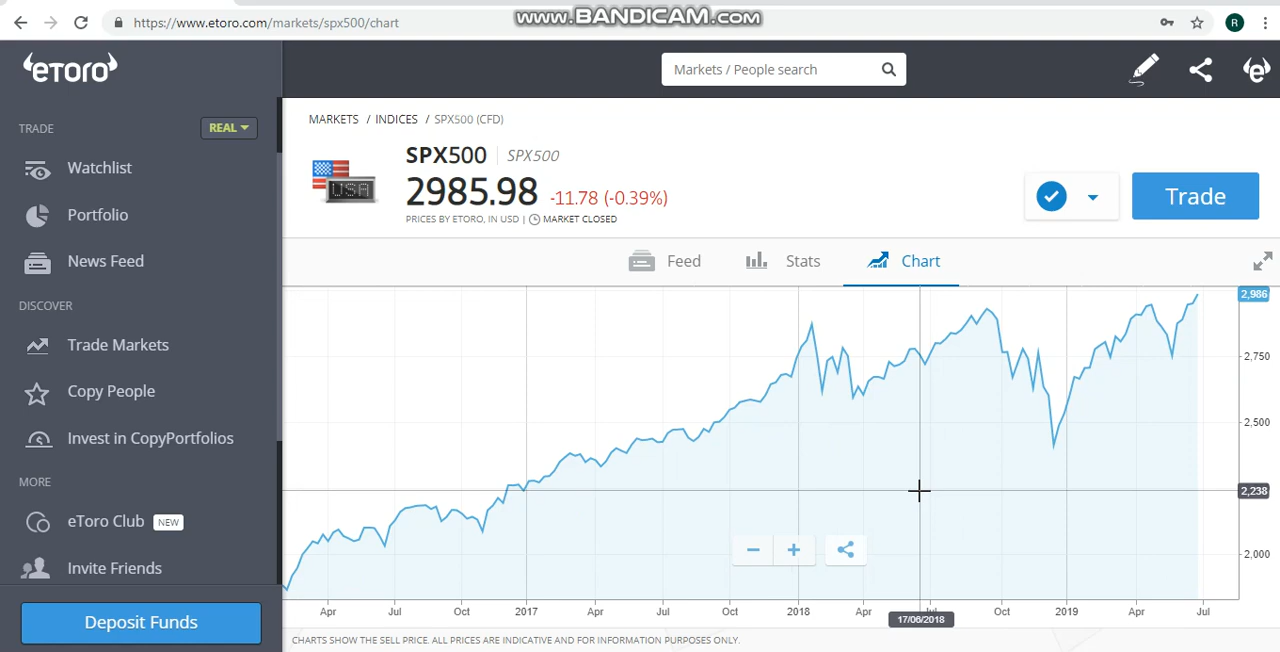 https://www.etoro.com/markets/spx500/chart
www.BANDICAM.com
R
eTORO
Markets / People search
TRADE
REAL
Watchlist
Portfolio
News Feed
DISCOVER
Trade Markets
Copy People
Invest in CopyPortfolios
MORE
eToro Club NEW
Invite Friends
Deposit Funds
MARKETS / INDICES / SPX500 (CFD)
USA
SPX500 SPX500
2985.98 -11.78 (-0.39%)
PRICES BY ETORO, IN USD | MARKET CLOSED
Trade
Feed Stats Chart
2,986
2,750
2,500
2,238
2,000
Apr Jul Oct 2017 Apr Jul Oct 2018 Apr Jul Oct 2019 Apr Jul
17/06/2018
CHARTS SHOW THE SELL PRICE. ALL PRICES ARE INDICATIVE AND FOR INFORMATION PURPOSES ONLY.